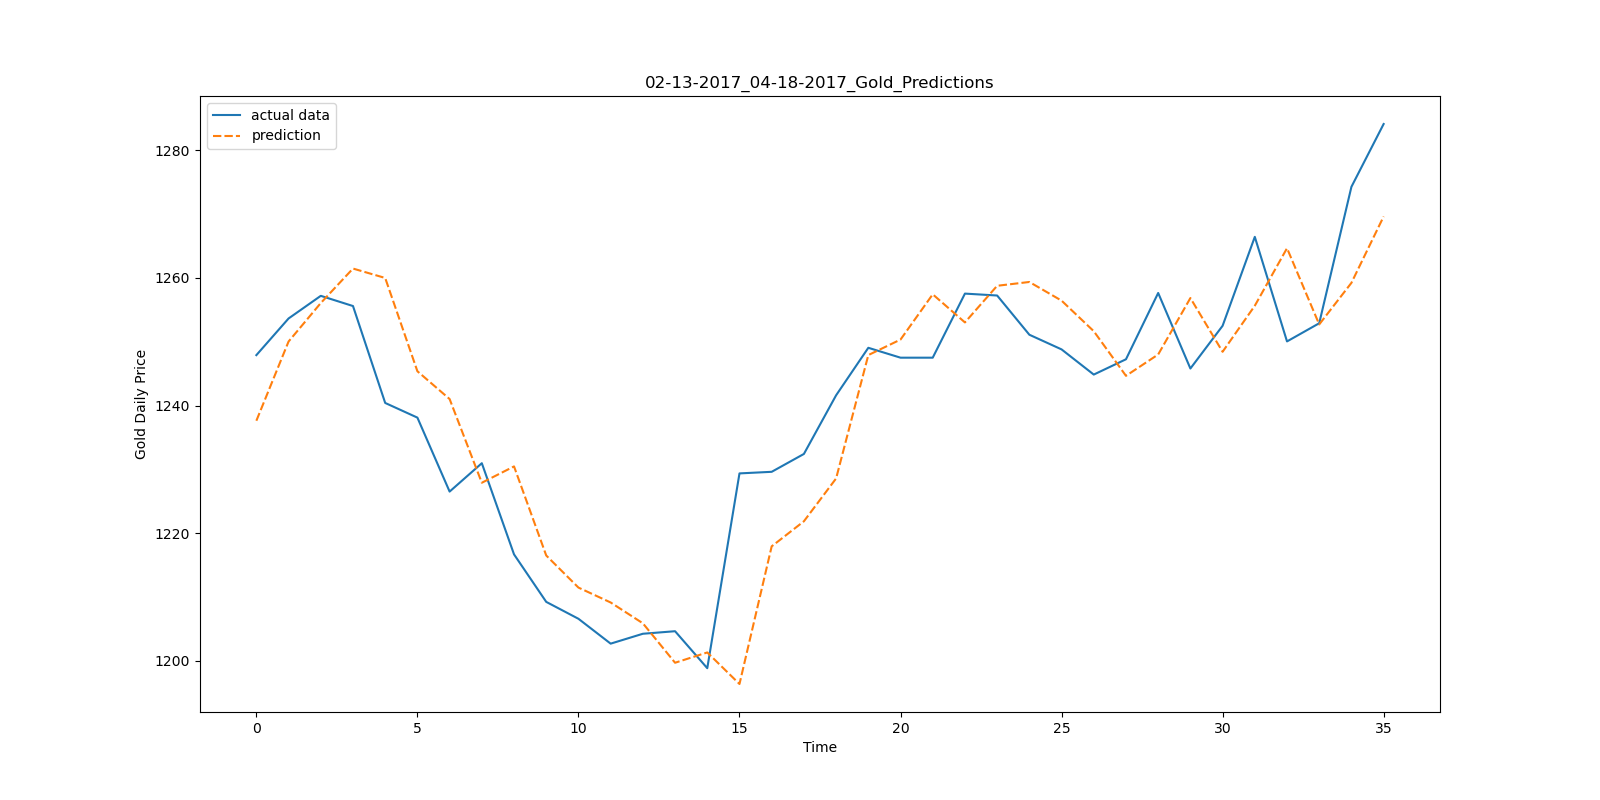 02-13-2017_04-18-2017_Gold_Predictions
actual data
prediction
1280
1260
1240
1220
1200
Gold Daily Price
0 5 10 15 20 25 30 35
Time